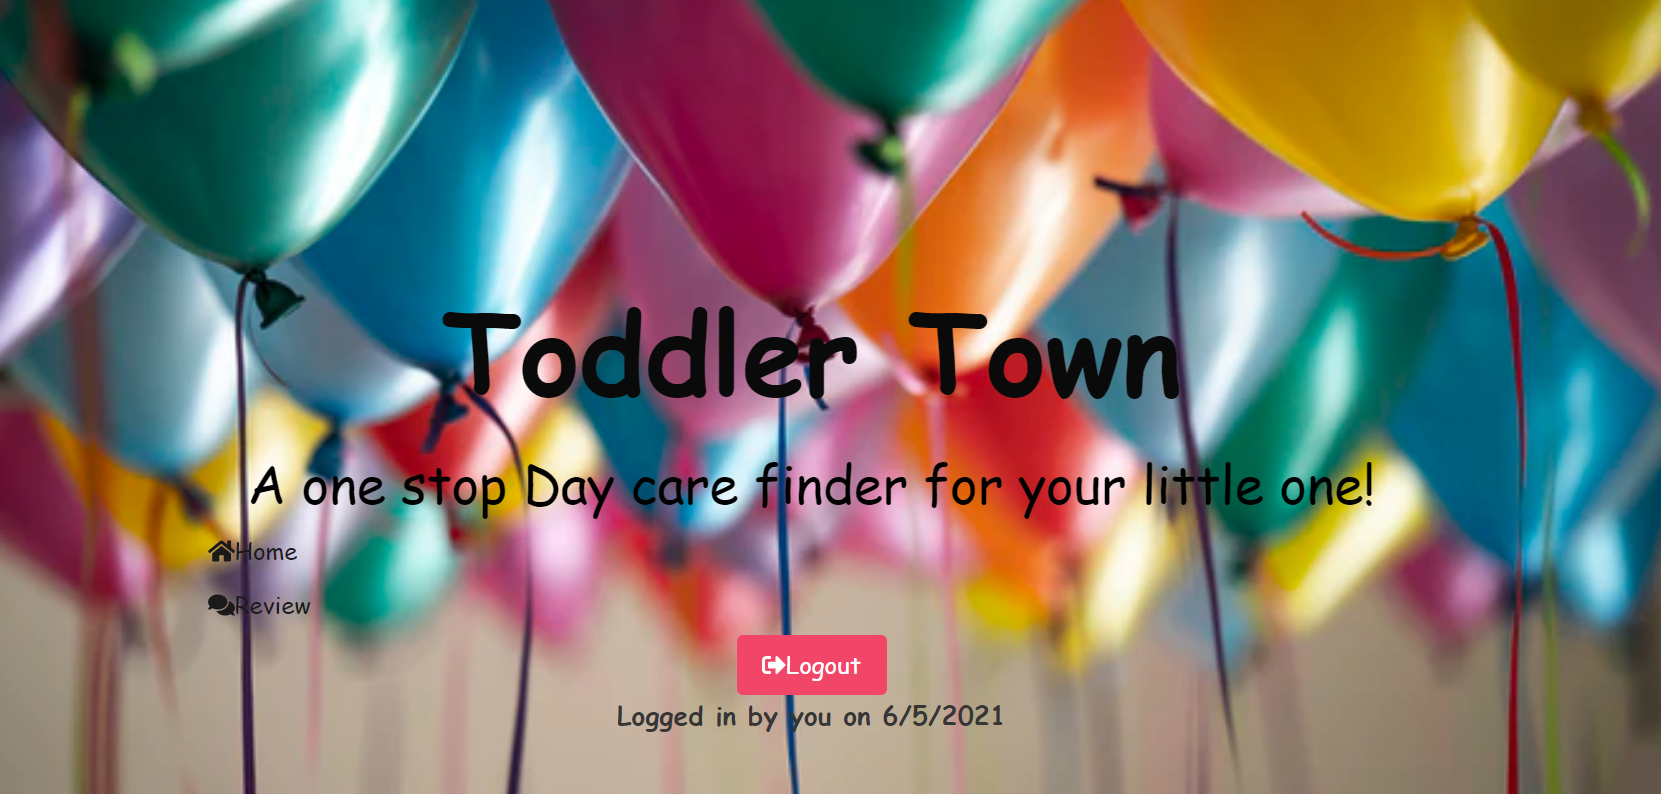 Toddler Town
A one stop Day care finder for your little one!
Home
Review
Logout
Logged in by you on 6/5/2021